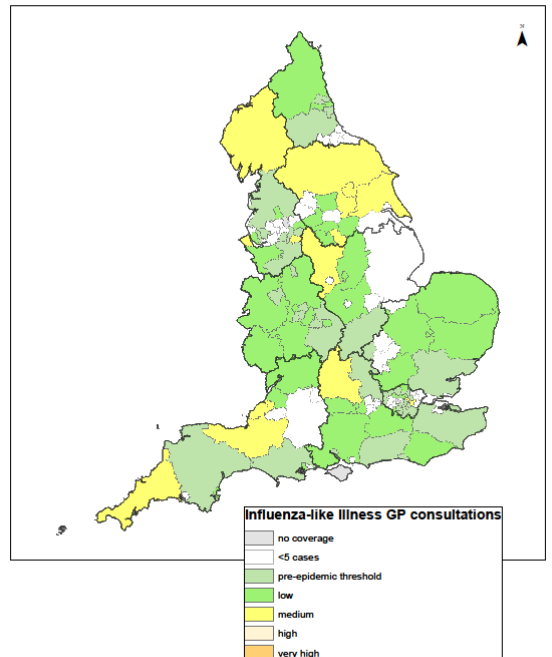 N
Influenza-like Illness GP consultations
no coverage
<5 cases
pre-epidemic threshold
low
medium
high
very high